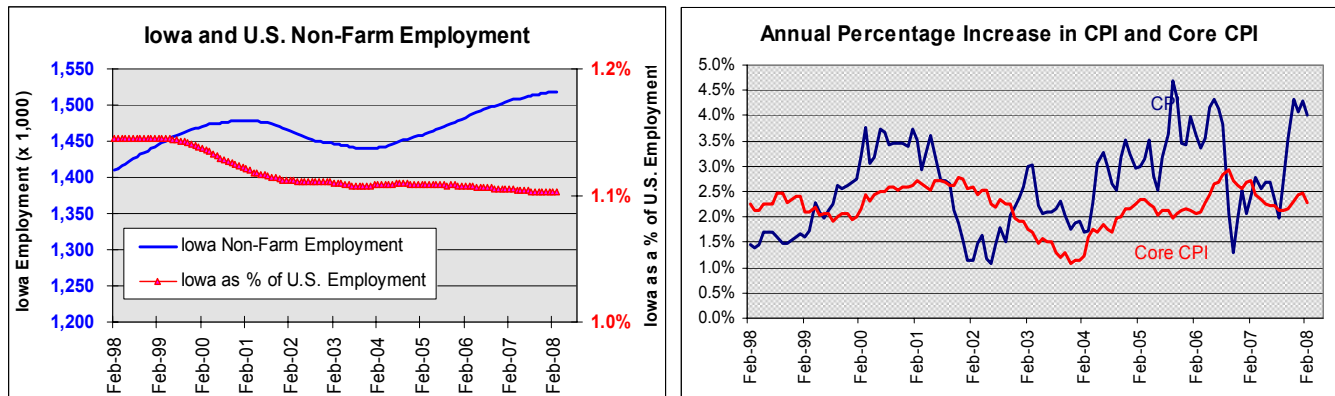 Iowa and U.S. Non-Farm Employment
Iowa Employment (x 1,000)
1,550
1,500
1,450
1,400
1,350
1,300
1,250
1,200
1.2%
1.1%
1.0%
Iowa as a % of U.S. Employment
Iowa Non-Farm Employment
Iowa as % of U.S. Employment
Feb-98
Feb-99
Feb-00
Feb-01
Feb-02
Feb-03
Feb-04
Feb-05
Feb-06
Feb-07
Feb-08
Annual Percentage Increase in CPI and Core CPI
5.0%
4.5%
4.0%
3.5%
3.0%
2.5%
2.0%
1.5%
1.0%
0.5%
0.0%
CPI
Core CPI
Feb-98
Feb-99
Feb-00
Feb-01
Feb-02
Feb-03
Feb-04
Feb-05
Feb-06
Feb-07
Feb-08